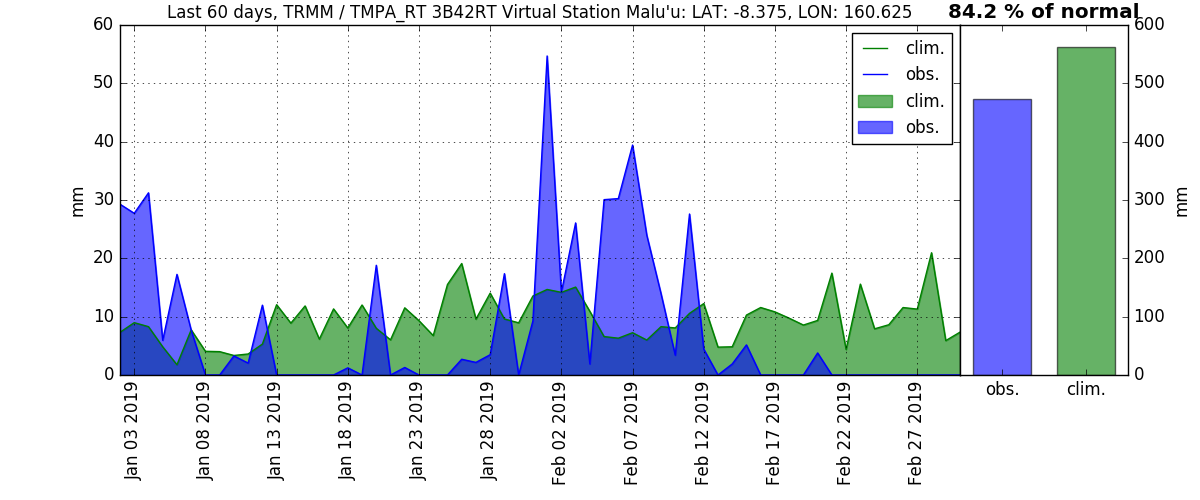 Last 60 days, TRMM / TMPA_RT 3B42RT Virtual Station Malu'u: LAT: -8.375, LON: 160.625
84.2 % of normal
60
50
40
30
20
10
0
mm
clim.
obs.
clim.
obs.
Jan 03 2019
Jan 08 2019
Jan 13 2019
Jan 18 2019
Jan 23 2019
Jan 28 2019
Feb 02 2019
Feb 07 2019
Feb 12 2019
Feb 17 2019
Feb 22 2019
Feb 27 2019
600
500
400
300
200
100
0
mm
obs.
clim.